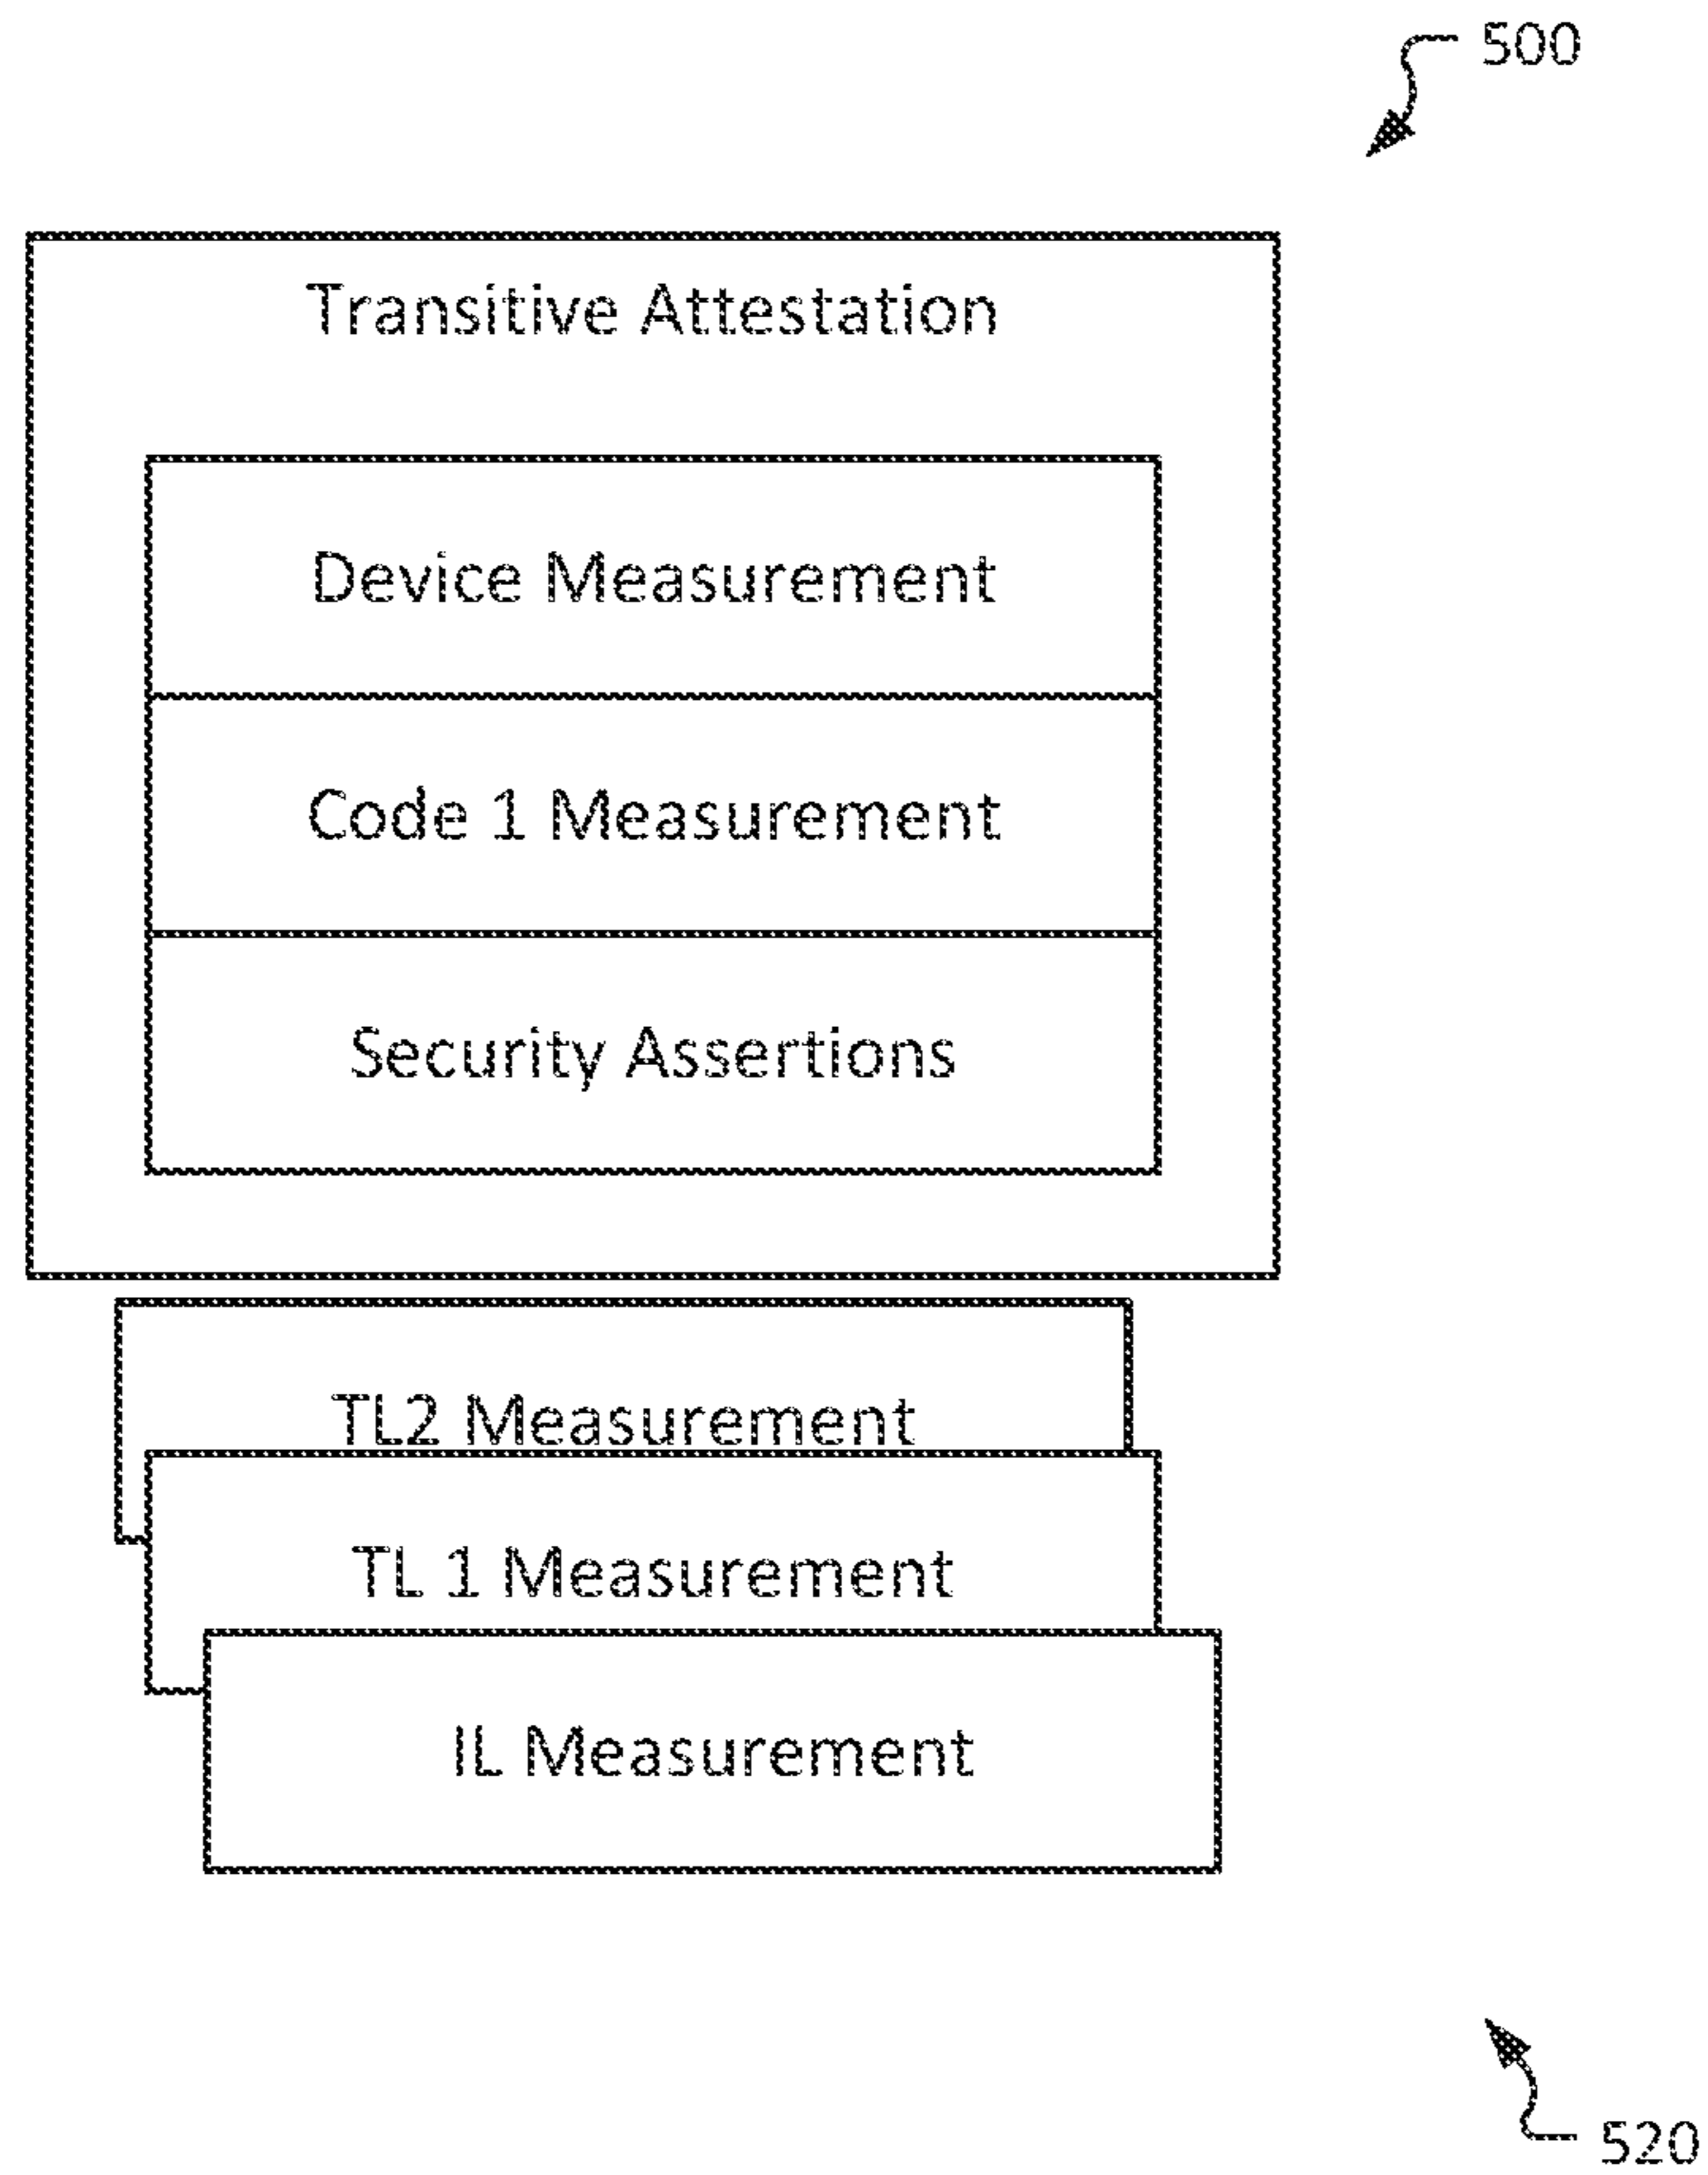 500
Transitive Attestation
Device Measurement
Code 1 Measurement
Security Assertions
TL2 Measurement
TL 1 Measurement
IL Measurement
520